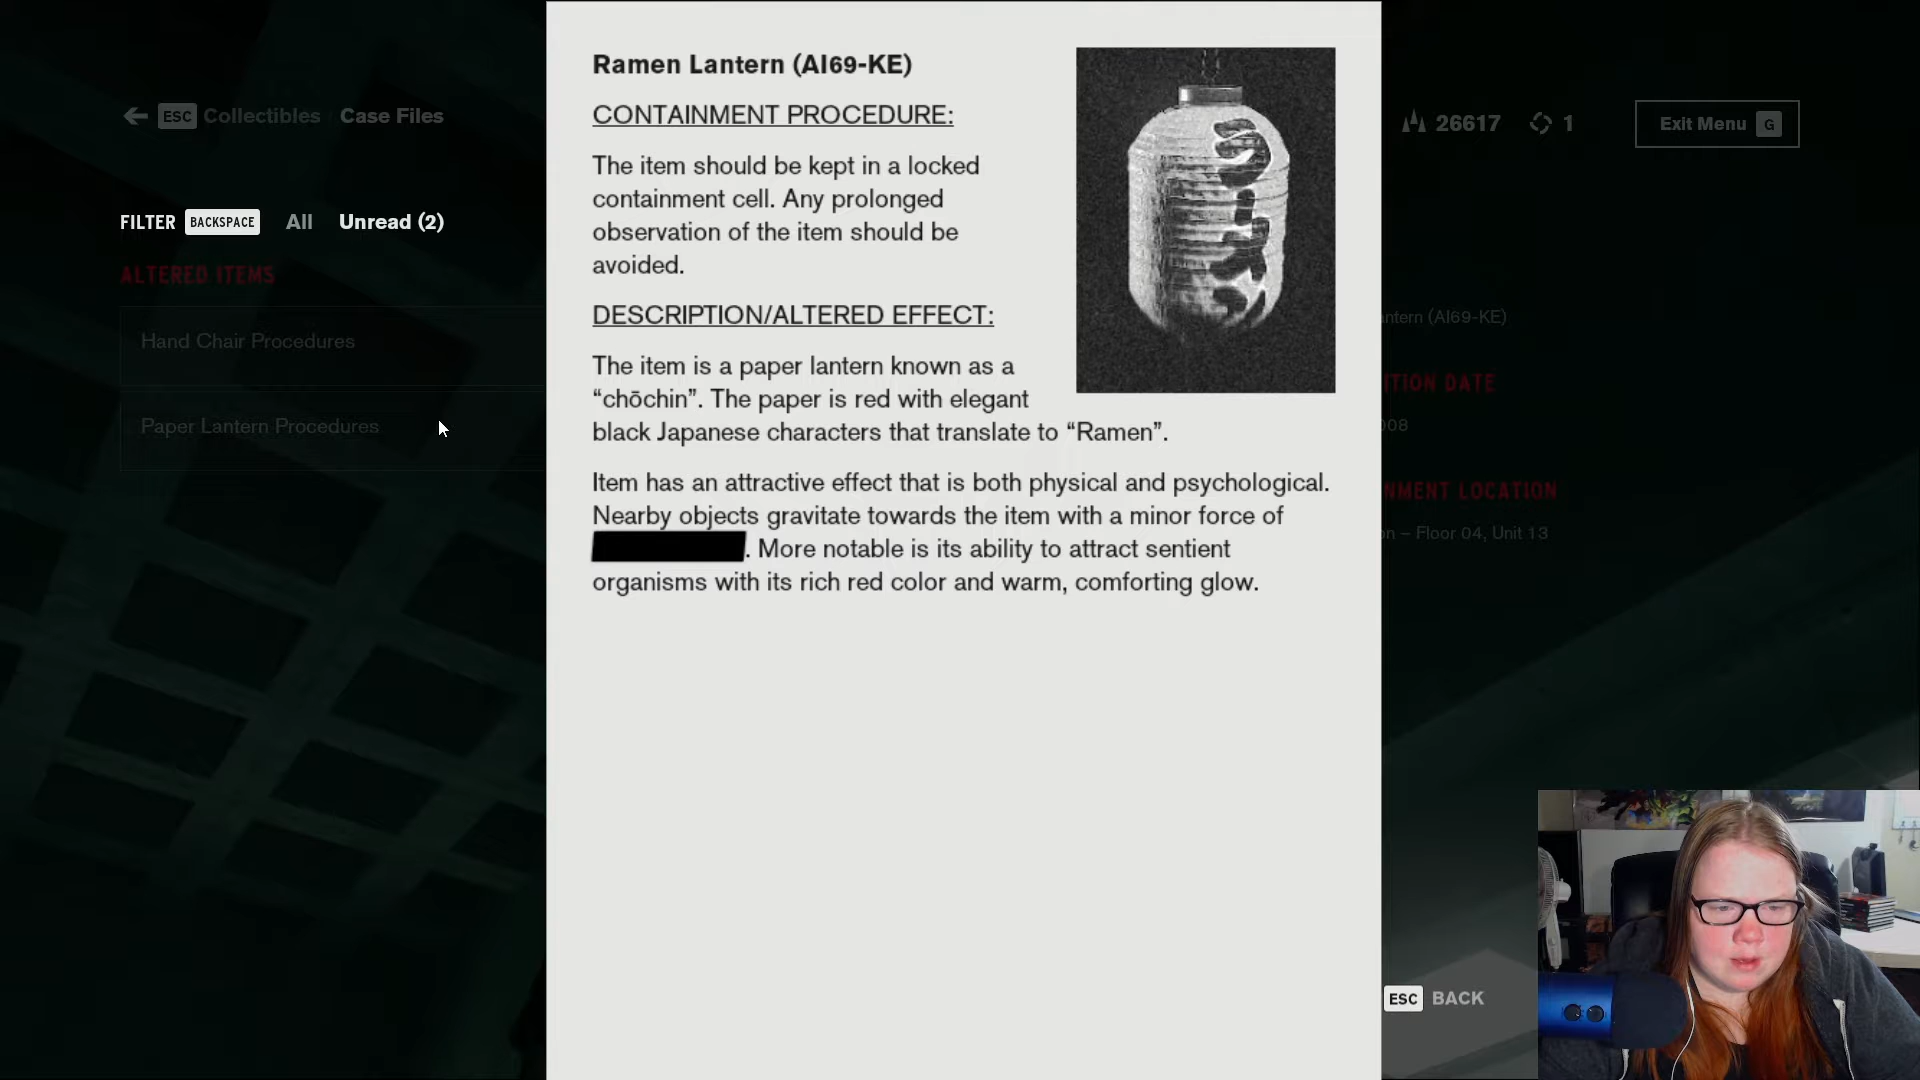 Ramen Lantern (AI69-KE)
CONTAINMENT PROCEDURE:
The item should be kept in a locked
containment cell. Any prolonged
observation of the item should be
avoided.
DESCRIPTION/ALTERED EFFECT:
The item is a paper lantern known as a
“chōchin”. The paper is red with elegant
black Japanese characters that translate to “Ramen”.
Item has an attractive effect that is both physical and psychological.
Nearby objects gravitate towards the item with a minor force of
. More notable is its ability to attract sentient
organisms with its rich red color and warm, comforting glow.
ESC Collectibles Case Files
FILTER BACKSPACE All Unread (2)
ALTERED ITEMS
Hand Chair Procedures
Paper Lantern Procedures
26617 1
Exit Menu G
(AI69-KE)
DATE
LOCATION
– Floor 04, Unit 13
ESC BACK